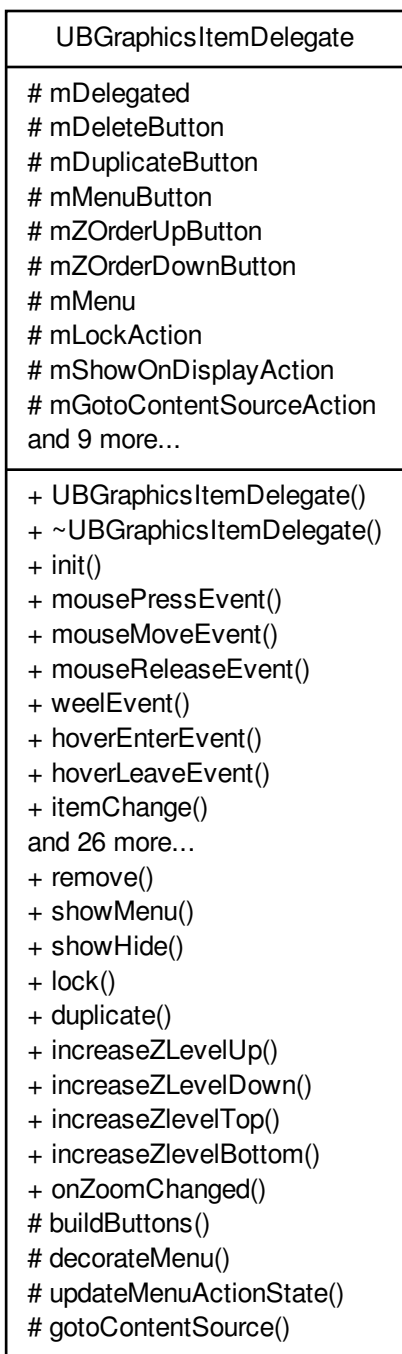 UBGraphicsItemDelegate
# mDelegated
# mDeleteButton
# mDuplicateButton
# mMenuButton
# mZOrderUpButton
# mZOrderDownButton
# mMenu
# mLockAction
# mShowOnDisplayAction
# mGotoContentSourceAction
and 9 more...
+ UBGraphicsItemDelegate()
+ ~UBGraphicsItemDelegate()
+ init()
+ mousePressEvent()
+ mouseMoveEvent()
+ mouseReleaseEvent()
+ weelEvent()
+ hoverEnterEvent()
+ hoverLeaveEvent()
+ itemChange()
and 26 more...
+ remove()
+ showMenu()
+ showHide()
+ lock()
+ duplicate()
+ increaseZLevelUp()
+ increaseZLevelDown()
+ increaseZlevelTop()
+ increaseZlevelBottom()
+ onZoomChanged()
# buildButtons()
# decorateMenu()
# updateMenuActionState()
# gotoContentSource()